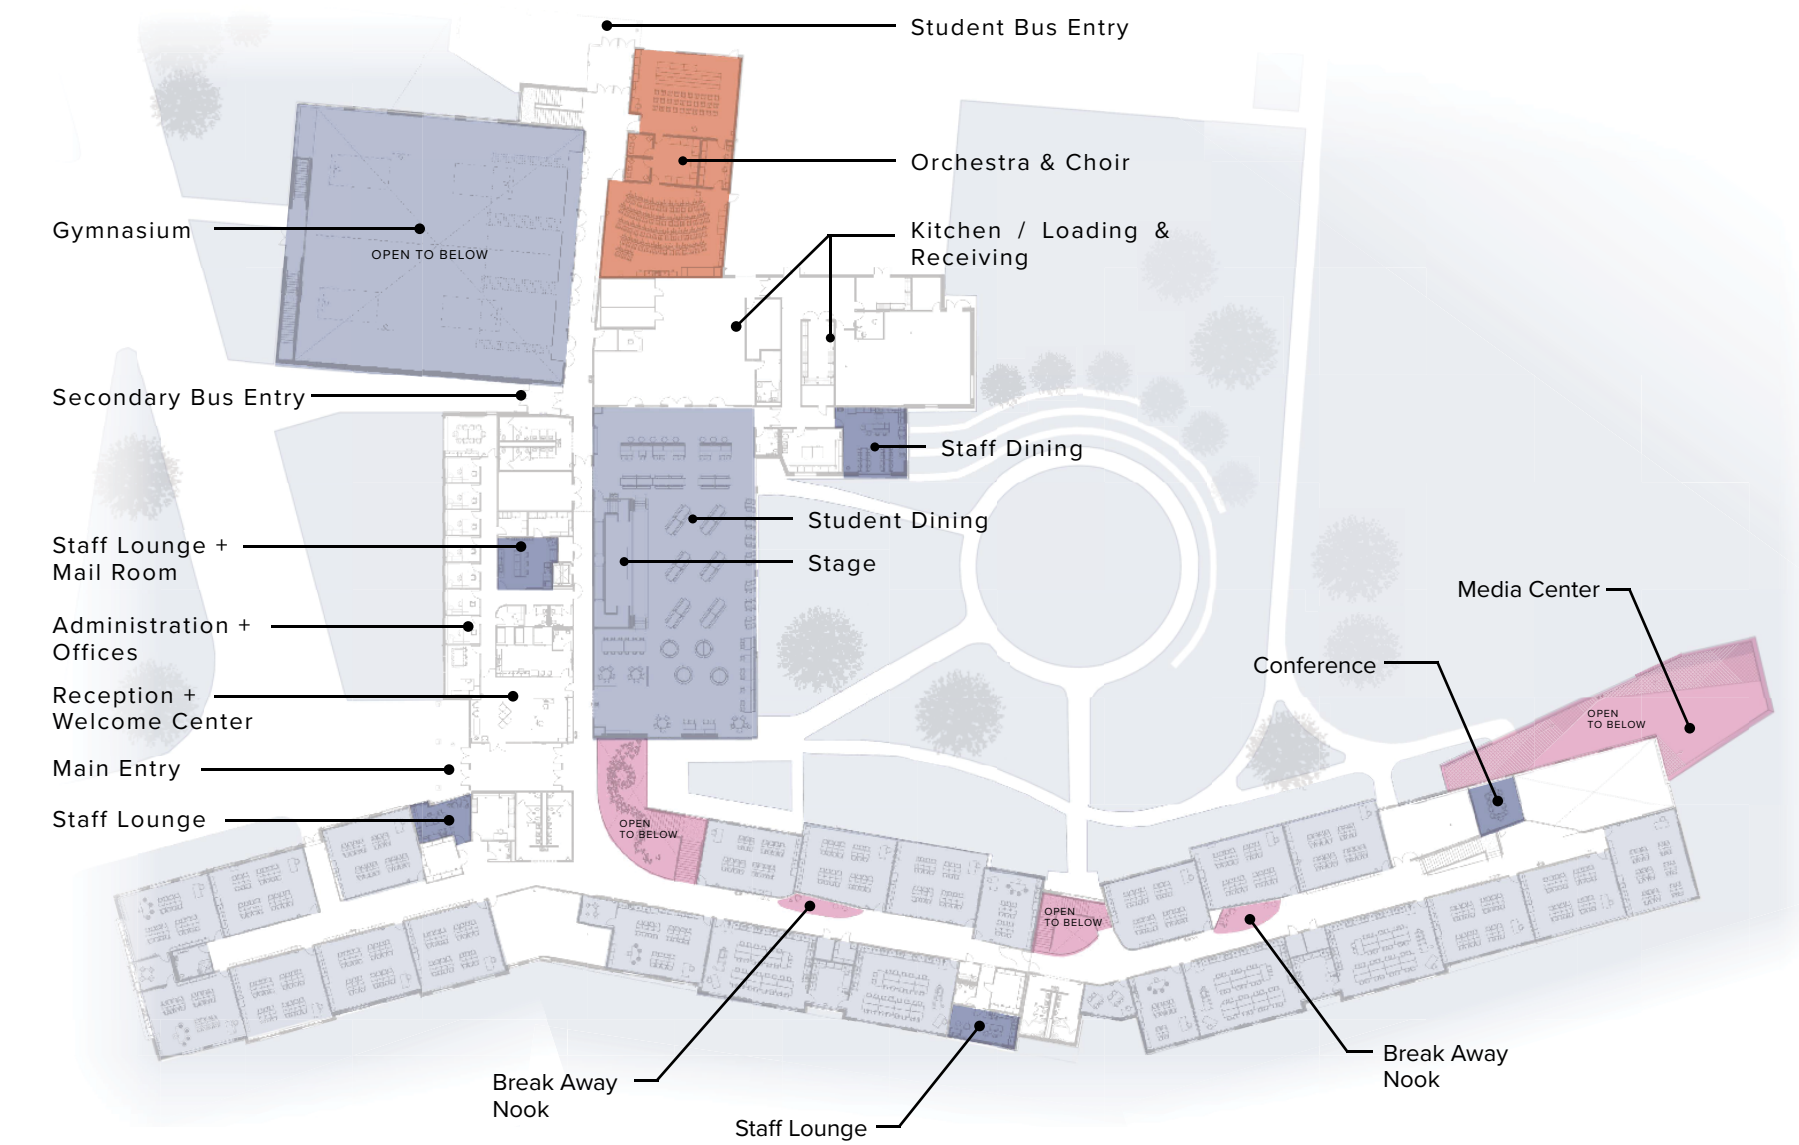 Student Bus Entry
Orchestra & Choir
Gymnasium
OPEN TO BELOW
Kitchen / Loading &
Receiving
Secondary Bus Entry
Staff Dining
Student Dining
Stage
Staff Lounge +
Mail Room
Administration +
Offices
Reception +
Welcome Center
Main Entry
Staff Lounge
Media Center
Conference
OPEN
TO BELOW
OPEN
TO BELOW
OPEN
TO BELOW
Break Away
Nook
Staff Lounge
Break Away
Nook